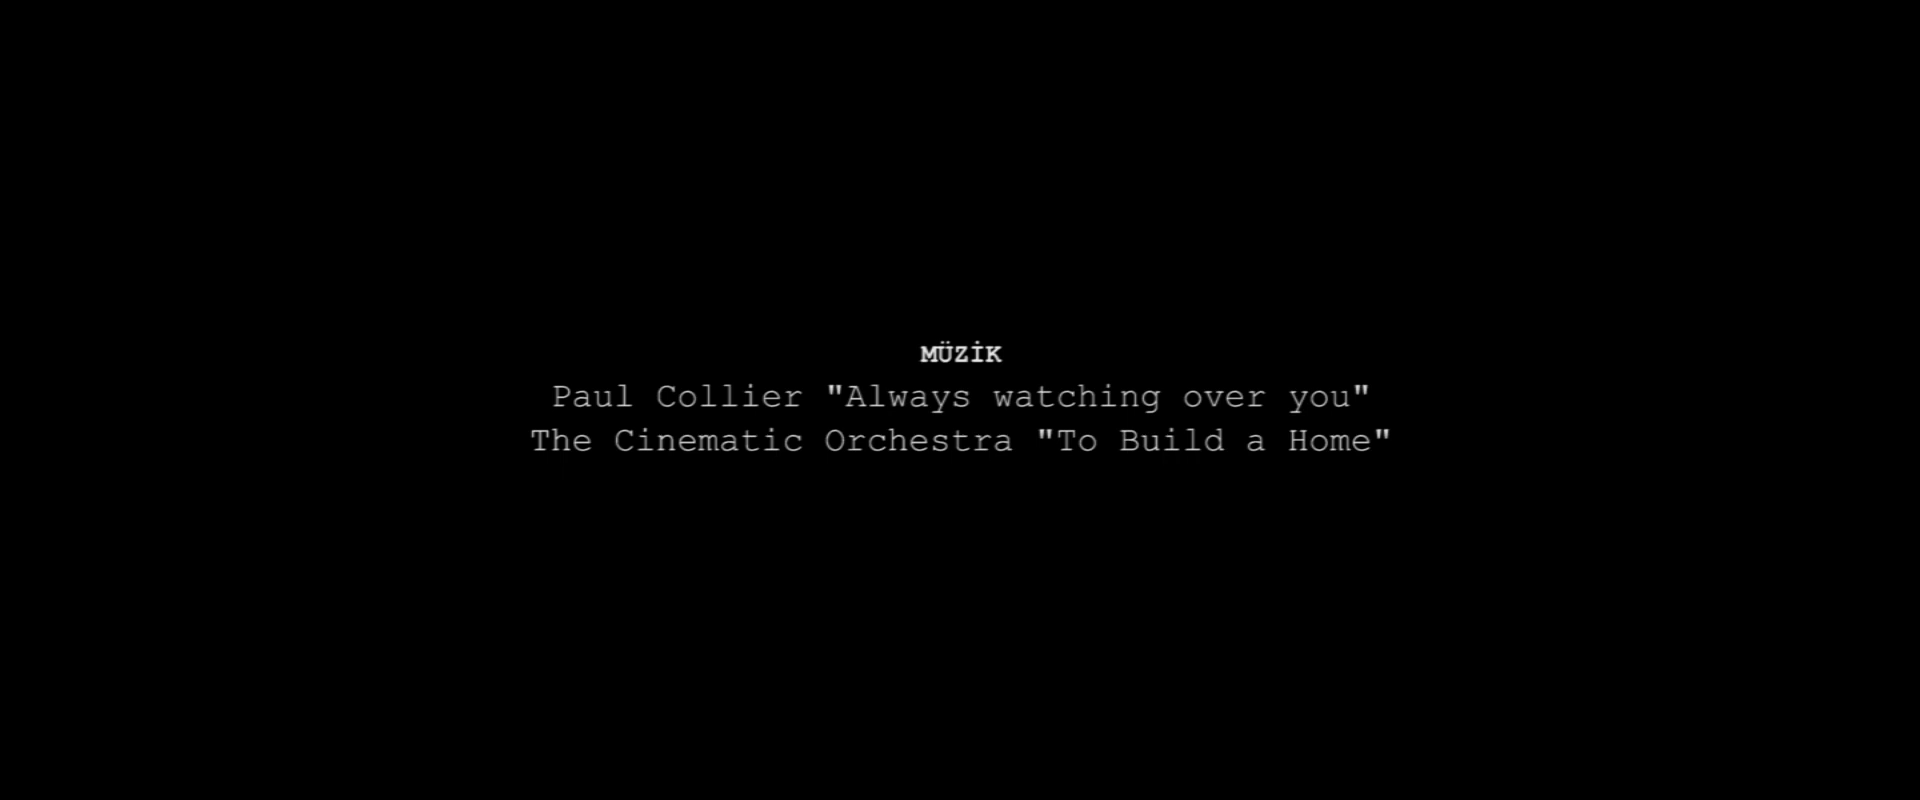 MÜZİK
Paul Collier "Always watching over you"
The Cinematic Orchestra "To Build a Home"